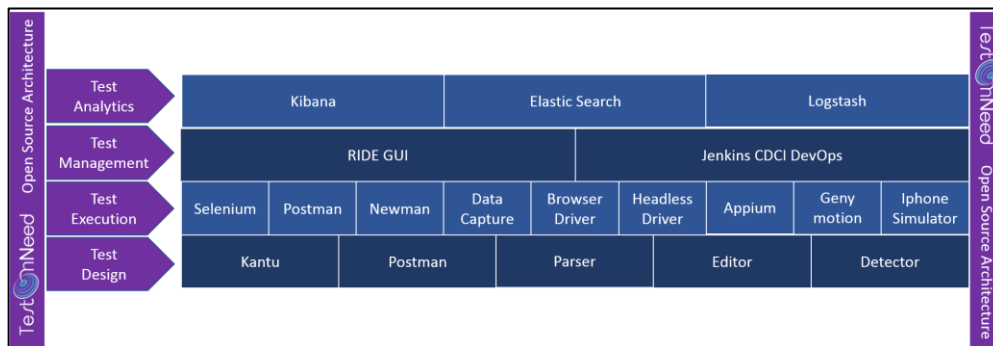 TestOnNeed Open Source Architecture
Test
Analytics
Kibana
Elastic Search
Logstash
Test
Management
RIDE GUI
Jenkins CDCI DevOps
Test
Execution
Selenium
Postman
Newman
Data
Capture
Browser
Driver
Headless
Driver
Appium
Geny
motion
Iphone
Simulator
Test
Design
Kantu
Postman
Parser
Editor
Detector
TestOnNeed Open Source Architecture